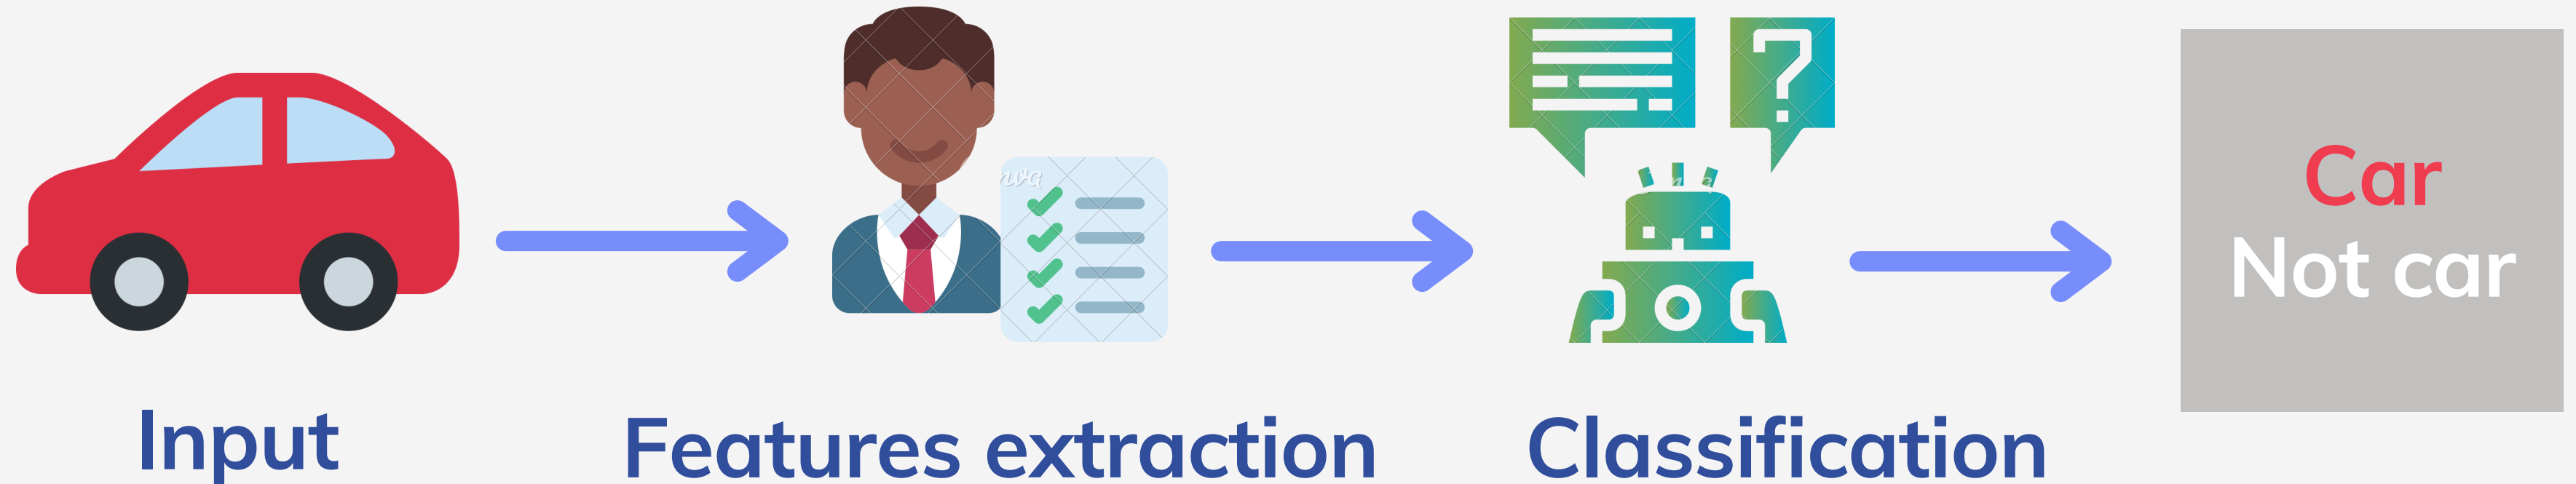 Car
Not car
Input
Features extraction
Classification